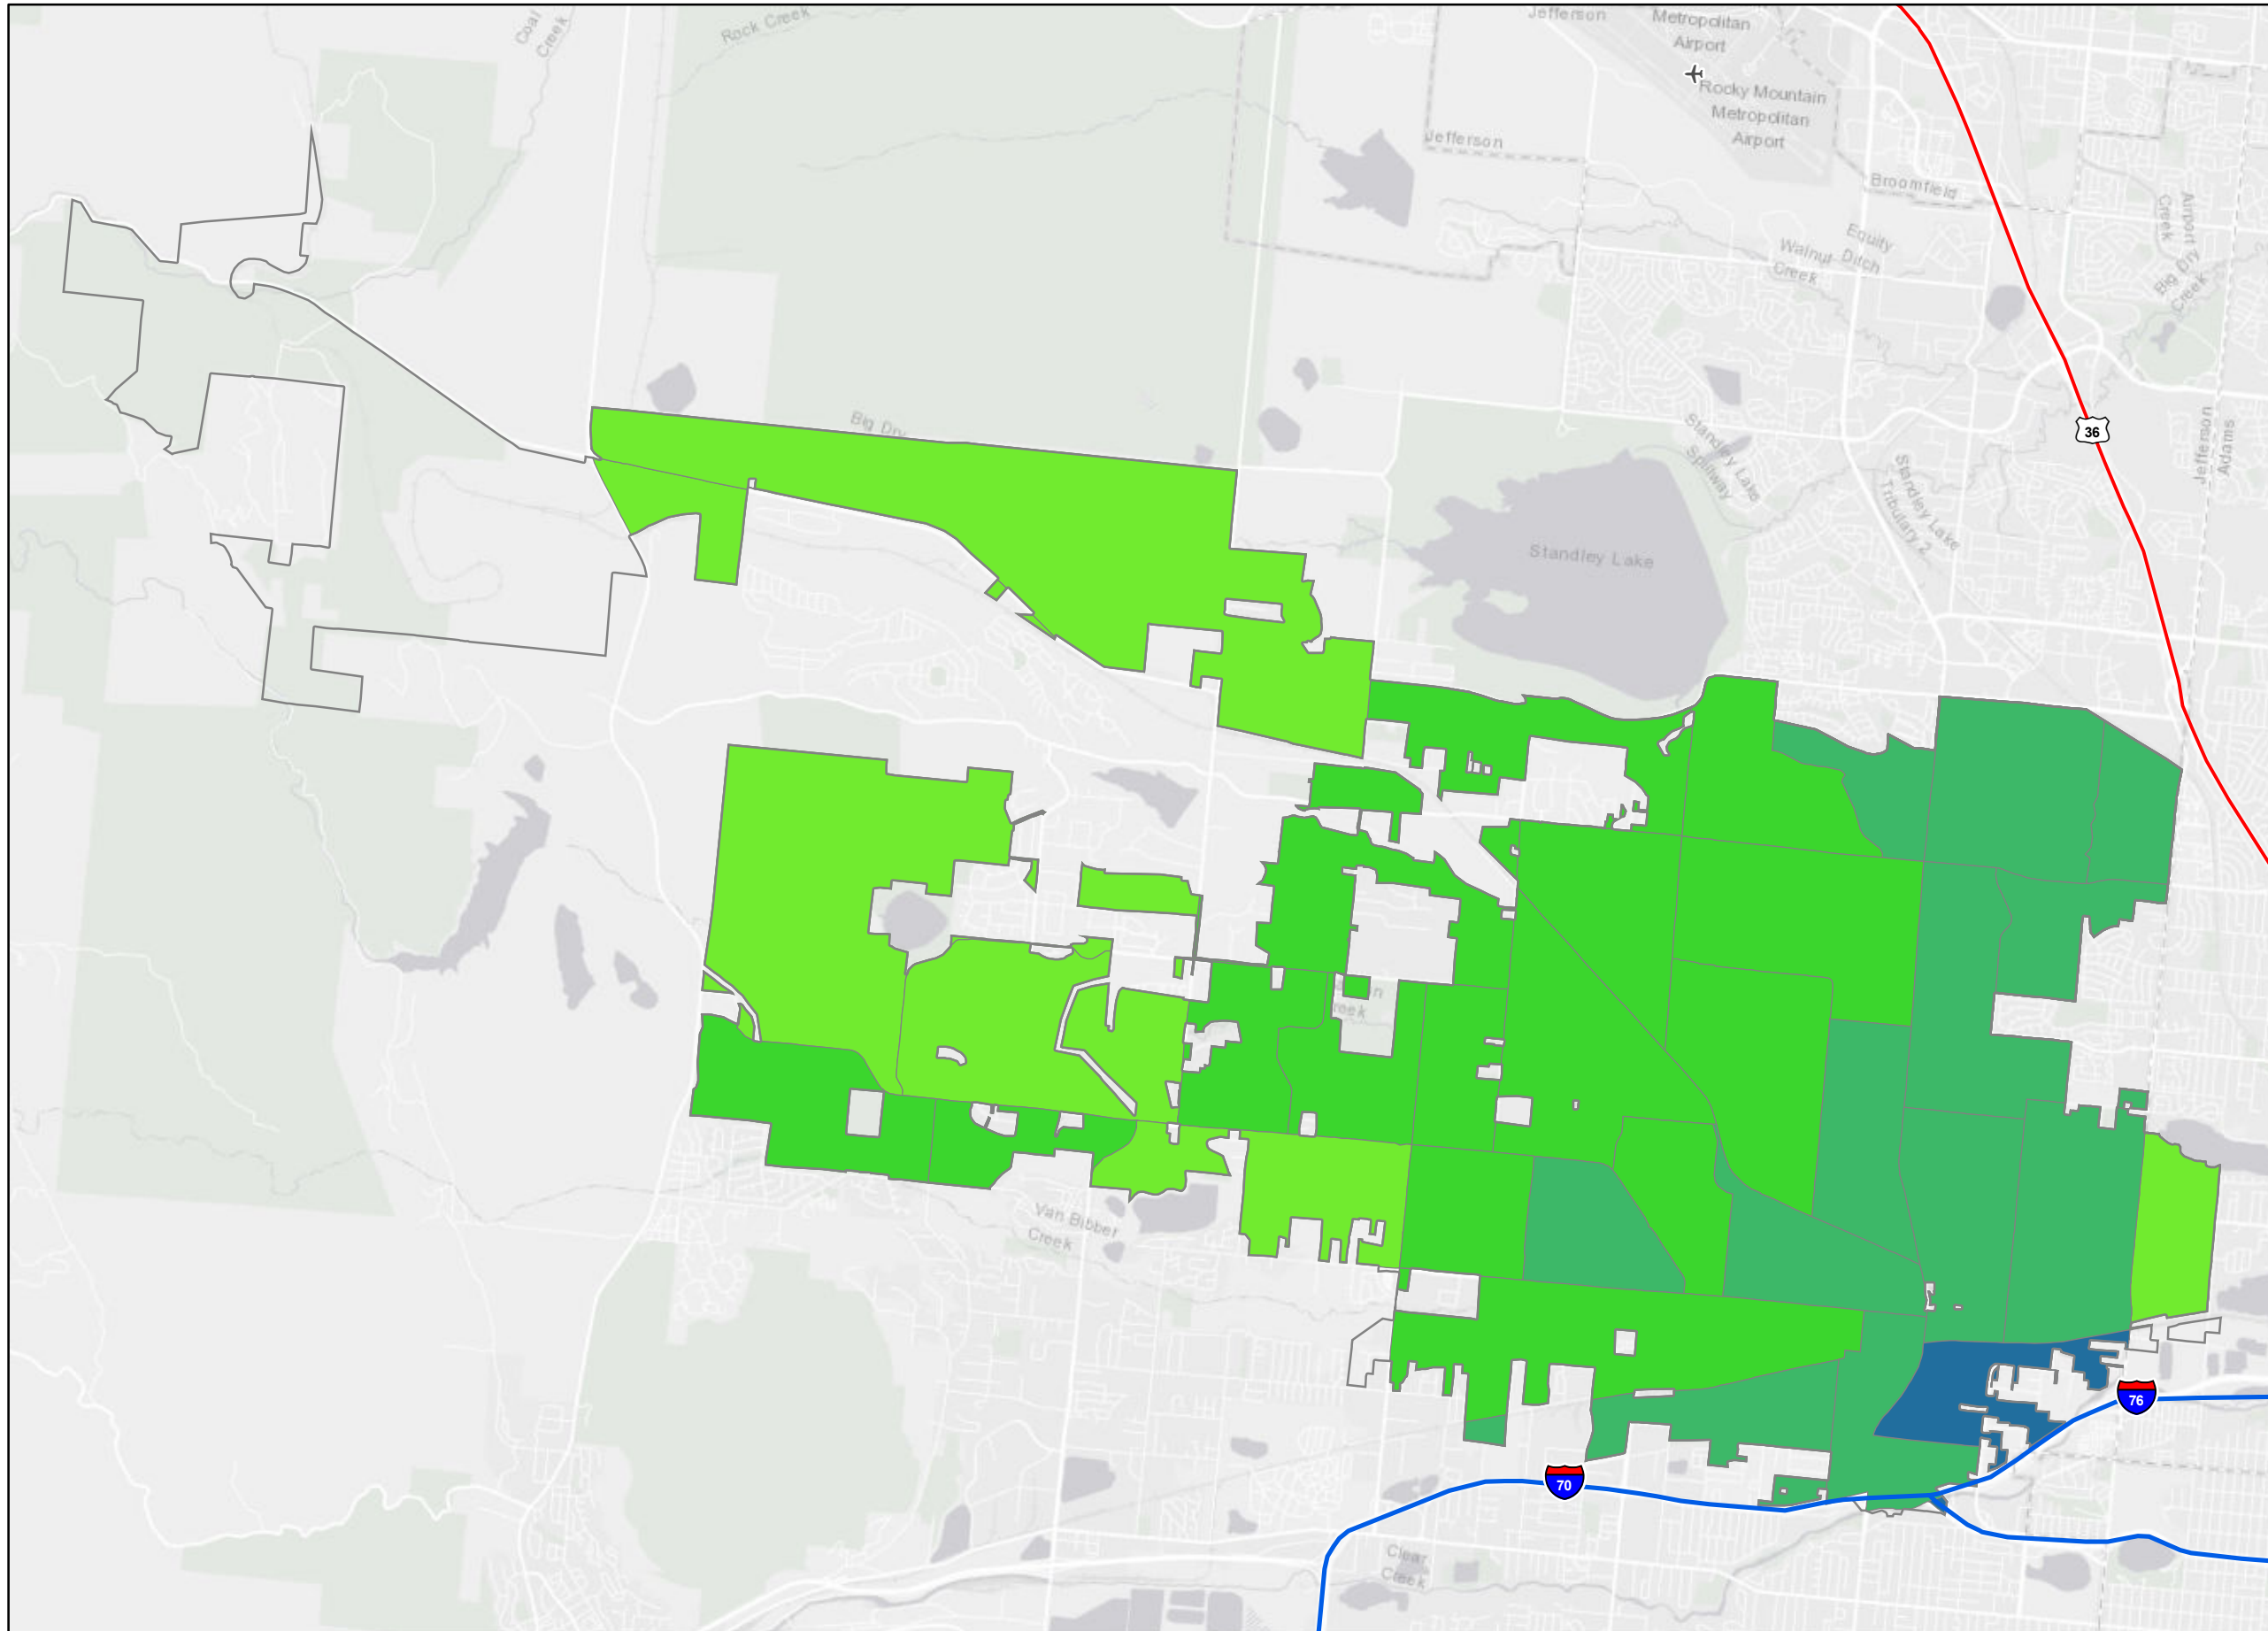 Coal
Creek
Rock Creek
Jefferson
Metropolitan
Airport
Rocky Mountain
Metropolitan
Airport
Jefferson
Broomfield
Airport
Creek
Equity
Ditch
Walnut
Creek
Big Dry
Creek
Big Dry
36
Jefferson
Adams
Standley Lake
Spillway
Standley Lake
Tributary 2
Standley Lake
Van Bibber
Creek
76
70
Clear
Creek